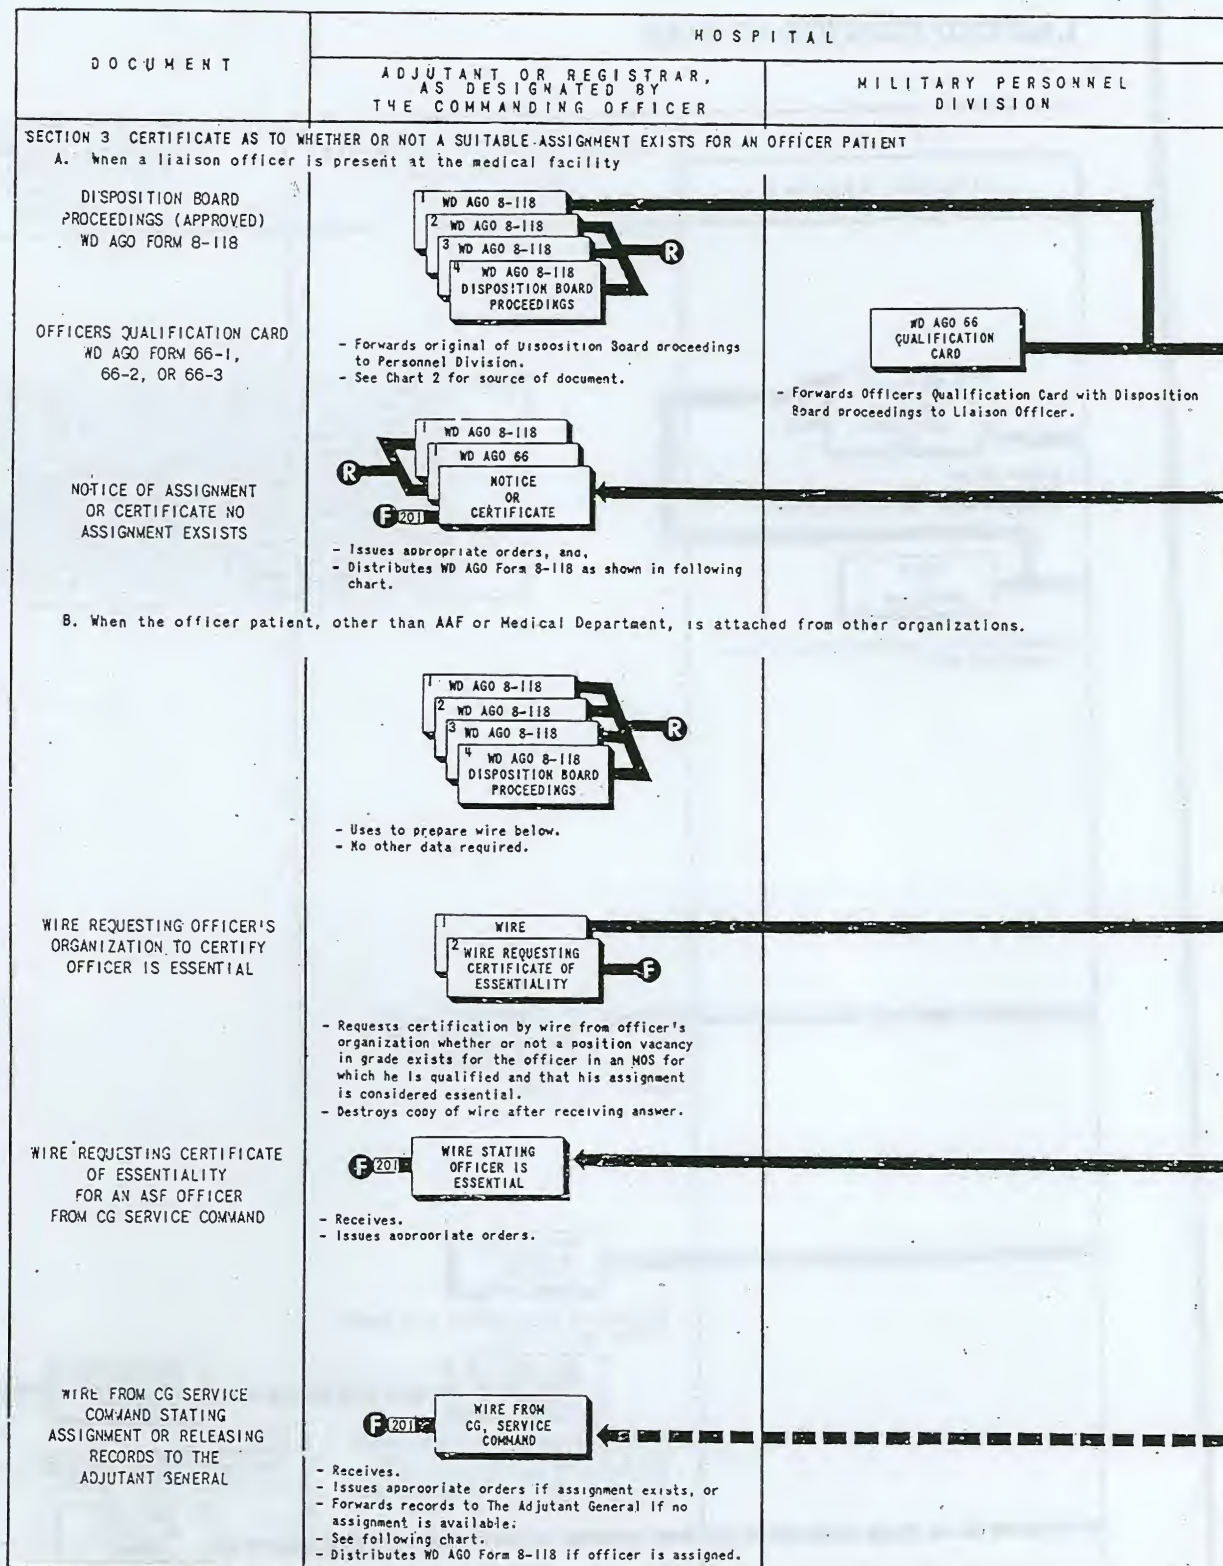 DOCUMENT
HOSPITAL
ADJUTANT OR REGISTRAR,
AS DESIGNATED BY
THE COMMANDING OFFICER
MILITARY PERSONNEL
DIVISION
SECTION 3 CERTIFICATE AS TO WHETHER OR NOT A SUITABLE ASSIGNMENT EXISTS FOR AN OFFICER PATIENT
A. When a liaison officer is present at the medical facility
DISPOSITION BOARD
PROCEEDINGS (APPROVED)
WD AGO FORM 8-118
1 WD AGO 8-118
2 WD AGO 8-118
3 WD AGO 8-118
4 WD AGO 8-118
DISPOSITION BOARD
PROCEEDINGS
R
- Forwards original of Disposition Board proceedings
to Personnel Division.
- See Chart 2 for source of document.
OFFICERS QUALIFICATION CARD
WD AGO FORM 66-1,
66-2, OR 66-3
WD AGO 66
QUALIFICATION
CARD
- Forwards Officers Qualification Card with Disposition
Board proceedings to Liaison Officer.
NOTICE OF ASSIGNMENT
OR CERTIFICATE NO
ASSIGNMENT EXSISTS
1 WD AGO 8-118
1 WD AGO 66
NOTICE
OR
CERTIFICATE
R
F 201
- Issues appropriate orders, and,
- Distributes WD AGO Form 8-118 as shown in following
chart.
B. When the officer patient, other than AAF or Medical Department, is attached from other organizations.
1 WD AGO 8-118
2 WD AGO 8-118
3 WD AGO 8-118
4 WD AGO 8-118
DISPOSITION BOARD
PROCEEDINGS
R
- Uses to prepare wire below.
- No other data required.
WIRE REQUESTING OFFICER'S
ORGANIZATION TO CERTIFY
OFFICER IS ESSENTIAL
1 WIRE
2 WIRE REQUESTING
CERTIFICATE OF
ESSENTIALITY
F
- Requests certification by wire from officer's
organization whether or not a position vacancy
in grade exists for the officer in an MOS for
which he is qualified and that his assignment
is considered essential.
- Destroys copy of wire after receiving answer.
WIRE REQUESTING CERTIFICATE
OF ESSENTIALITY
FOR AN ASF OFFICER
FROM CG SERVICE COMMAND
F 201
WIRE STATING
OFFICER IS
ESSENTIAL
- Receives.
- Issues appropriate orders.
WIRE FROM CG SERVICE
COMMAND STATING
ASSIGNMENT OR RELEASING
RECORDS TO THE
ADJUTANT GENERAL
F 201
WIRE FROM
CG, SERVICE
COMMAND
- Receives.
- Issues appropriate orders if assignment exists, or
- Forwards records to The Adjutant General if no
assignment is available.
- See following chart.
- Distributes WD AGO Form 8-118 if officer is assigned.